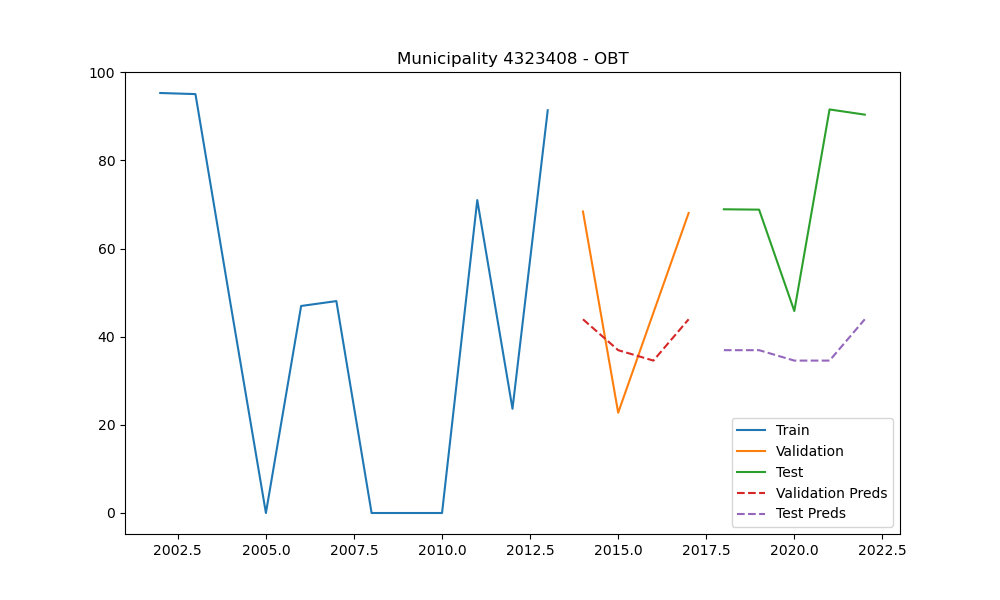 Municipality 4323408 - OBT
100
80
60
40
20
0
2002.5 2005.0 2007.5 2010.0 2012.5 2015.0 2017.5 2020.0 2022.5
Train
Validation
Test
Validation Preds
Test Preds